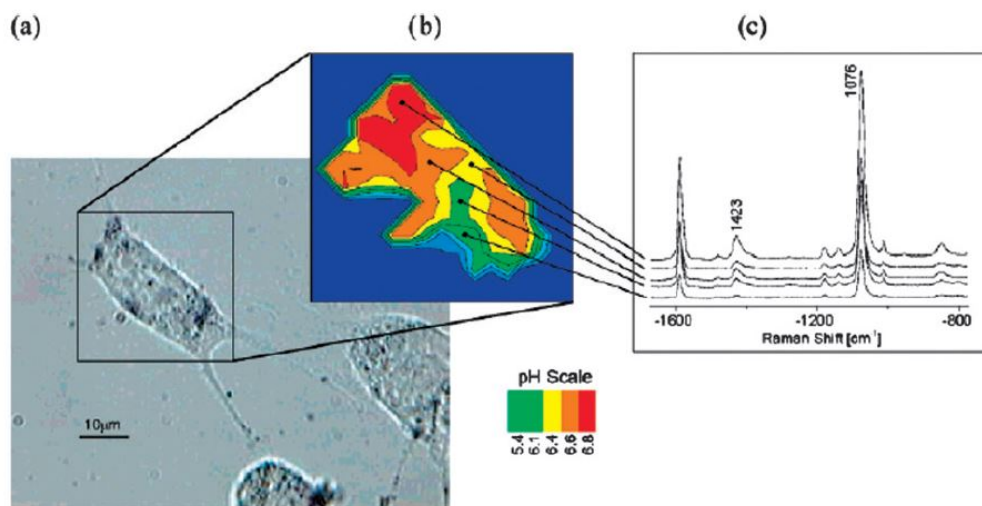 (a)
(b)
(c)
1076
1423
-1600
-1200
-800
Raman Shift [cm⁻¹]
pH Scale
5.4
6.1
6.4
6.6
6.8
10μm